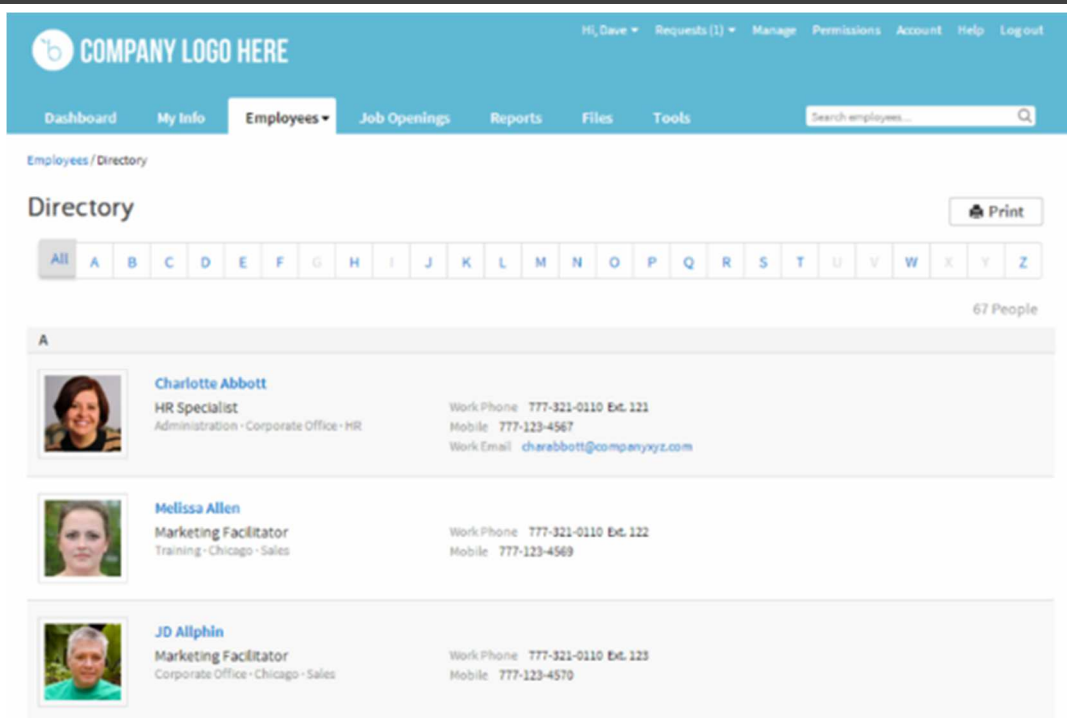 Hi, Dave Requests (1) Manage Permissions Account Help Logout
COMPANY LOGO HERE
Dashboard My Info Employees Job Openings Reports Files Tools Search employees...
Employees / Directory
Directory
Print
All A B C D E F G H I J K L M N O P Q R S T U V W X Y Z
67 People
A
Charlotte Abbott
HR Specialist Work Phone 777-321-0110 Ext. 121
Administration - Corporate Office - HR Mobile 777-123-4567
Work Email charabbott@companyxyz.com
Melissa Allen
Marketing Facilitator Work Phone 777-321-0110 Ext. 122
Training - Chicago - Sales Mobile 777-123-4569
JD Allphin
Marketing Facilitator Work Phone 777-321-0110 Ext. 123
Corporate Office - Chicago - Sales Mobile 777-123-4570